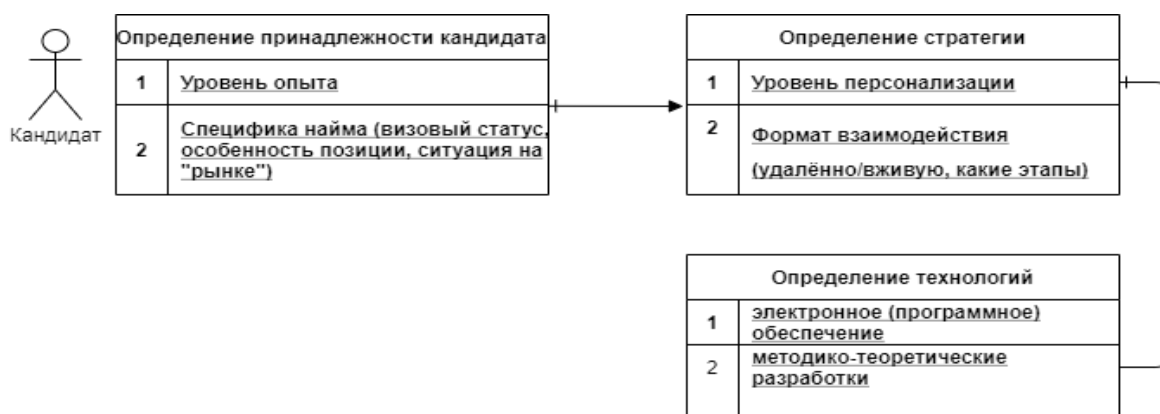 Кандидат
Определение принадлежности кандидата
1 Уровень опыта
2 Специфика найма (визовый статус,
особенность позиции, ситуация на
"рынке")
Определение стратегии
1 Уровень персонализации
2 Формат взаимодействия
(удалённо/вживую, какие этапы)
Определение технологий
1 электронное (программное)
обеспечение
2 методико-теоретические
разработки